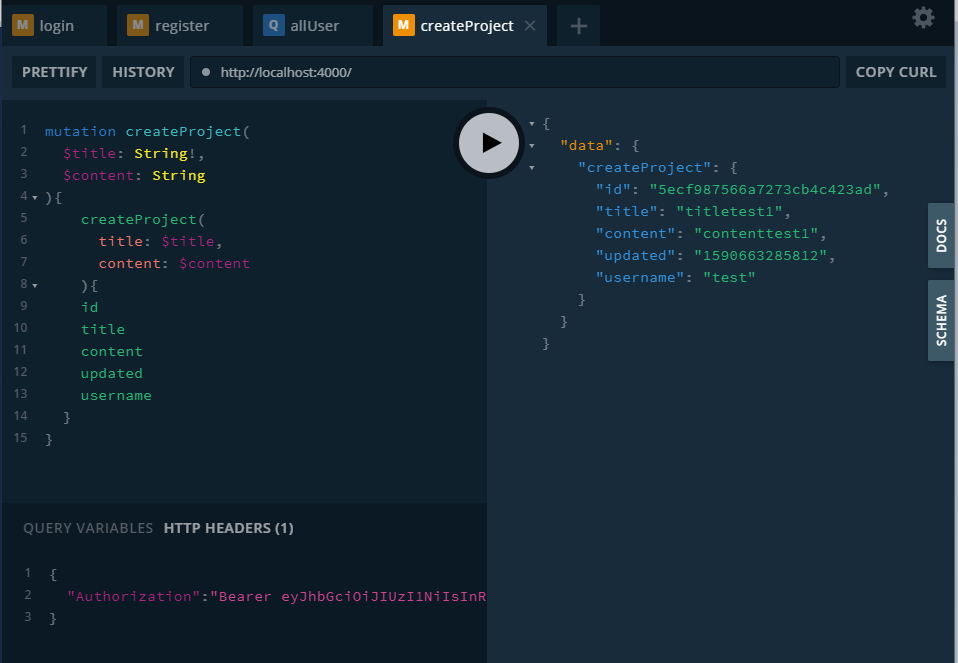 M login M register Q allUser M createProject × +
PRETTIFY HISTORY http://localhost:4000/ COPY CURL
1 mutation createProject(
2 $title: String!,
3 $content: String
4 ){
5 createProject(
6 title: $title,
7 content: $content
8 ){
9 id
10 title
11 content
12 updated
13 username
14 }
15 }
{
"data": {
"createProject": {
"id": "5ecf987566a7273cb4c423ad",
"title": "titletest1",
"content": "contenttest1",
"updated": "1590663285812",
"username": "test"
}
}
}
DOCS
SCHEMA
QUERY VARIABLES HTTP HEADERS (1)
1 {
2 "Authorization":"Bearer eyJhbGciOiJIUzI1NiIsInR
3 }